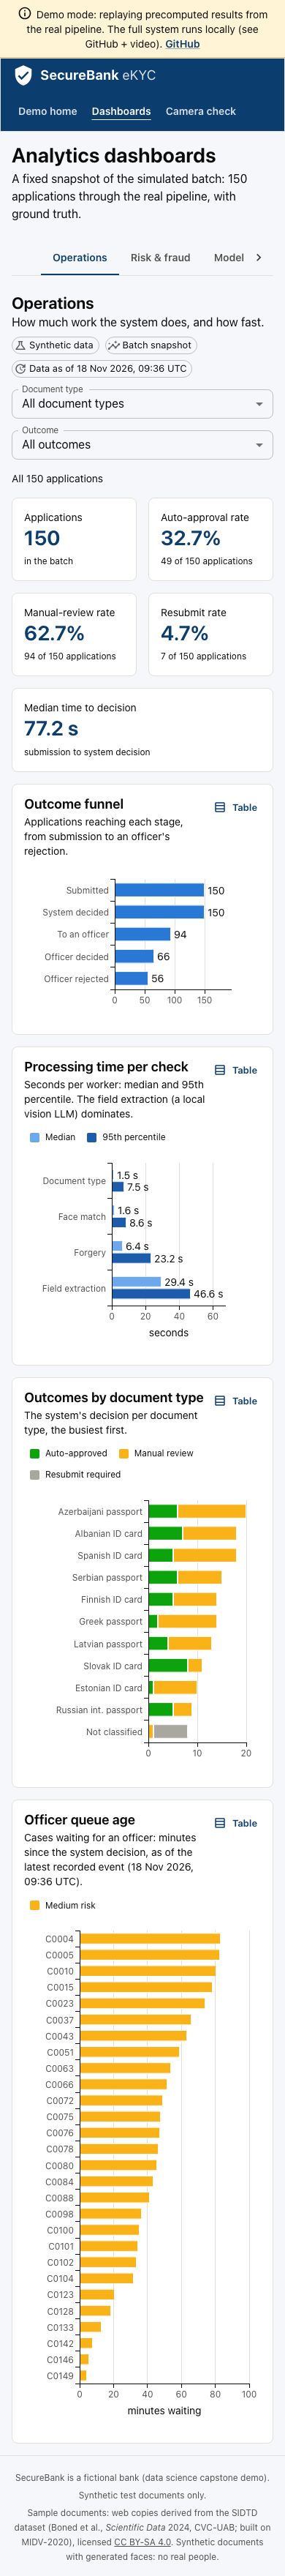 Demo mode: replaying precomputed results from
the real pipeline. The full system runs locally (see
GitHub + video). GitHub
SecureBank eKYC
Demo home Dashboards Camera check
Analytics dashboards
A fixed snapshot of the simulated batch: 150
applications through the real pipeline, with
ground truth.
Operations Risk & fraud Model
Operations
How much work the system does, and how fast.
Synthetic data Batch snapshot
Data as of 18 Nov 2026, 09:36 UTC
Document type
All document types
Outcome
All outcomes
All 150 applications
Applications
150
in the batch
Auto-approval rate
32.7%
49 of 150 applications
Manual-review rate
62.7%
94 of 150 applications
Resubmit rate
4.7%
7 of 150 applications
Median time to decision
77.2 s
submission to system decision
Outcome funnel
Table
Applications reaching each stage,
from submission to an officer's
rejection.
Submitted 150
System decided 150
To an officer 94
Officer decided 66
Officer rejected 56
0 50 100 150
Processing time per check
Table
Seconds per worker: median and 95th
percentile. The field extraction (a local
vision LLM) dominates.
Median 95th percentile
Document type 1.5 s 7.5 s
Face match 1.6 s 8.6 s
Forgery 6.4 s 23.2 s
Field extraction 29.4 s 46.6 s
0 20 40 60
seconds
Outcomes by document type
Table
The system's decision per document
type, the busiest first.
Auto-approved Manual review
Resubmit required
Azerbaijani passport
Albanian ID card
Spanish ID card
Serbian passport
Finnish ID card
Greek passport
Latvian passport
Slovak ID card
Estonian ID card
Russian int. passport
Not classified
0 10 20
Officer queue age
Table
Cases waiting for an officer: minutes
since the system decision, as of the
latest recorded event (18 Nov 2026,
09:36 UTC).
Medium risk
C0004
C0005
C0010
C0015
C0023
C0037
C0043
C0051
C0063
C0066
C0072
C0075
C0076
C0078
C0080
C0084
C0088
C0098
C0100
C0101
C0102
C0104
C0123
C0128
C0133
C0142
C0146
C0149
0 20 40 60 80 100
minutes waiting
SecureBank is a fictional bank (data science capstone demo).
Synthetic test documents only.
Sample documents: web copies derived from the SIDTD
dataset (Boned et al., Scientific Data 2024, CVC-UAB; built on
MIDV-2020), licensed CC BY-SA 4.0. Synthetic documents
with generated faces: no real people.